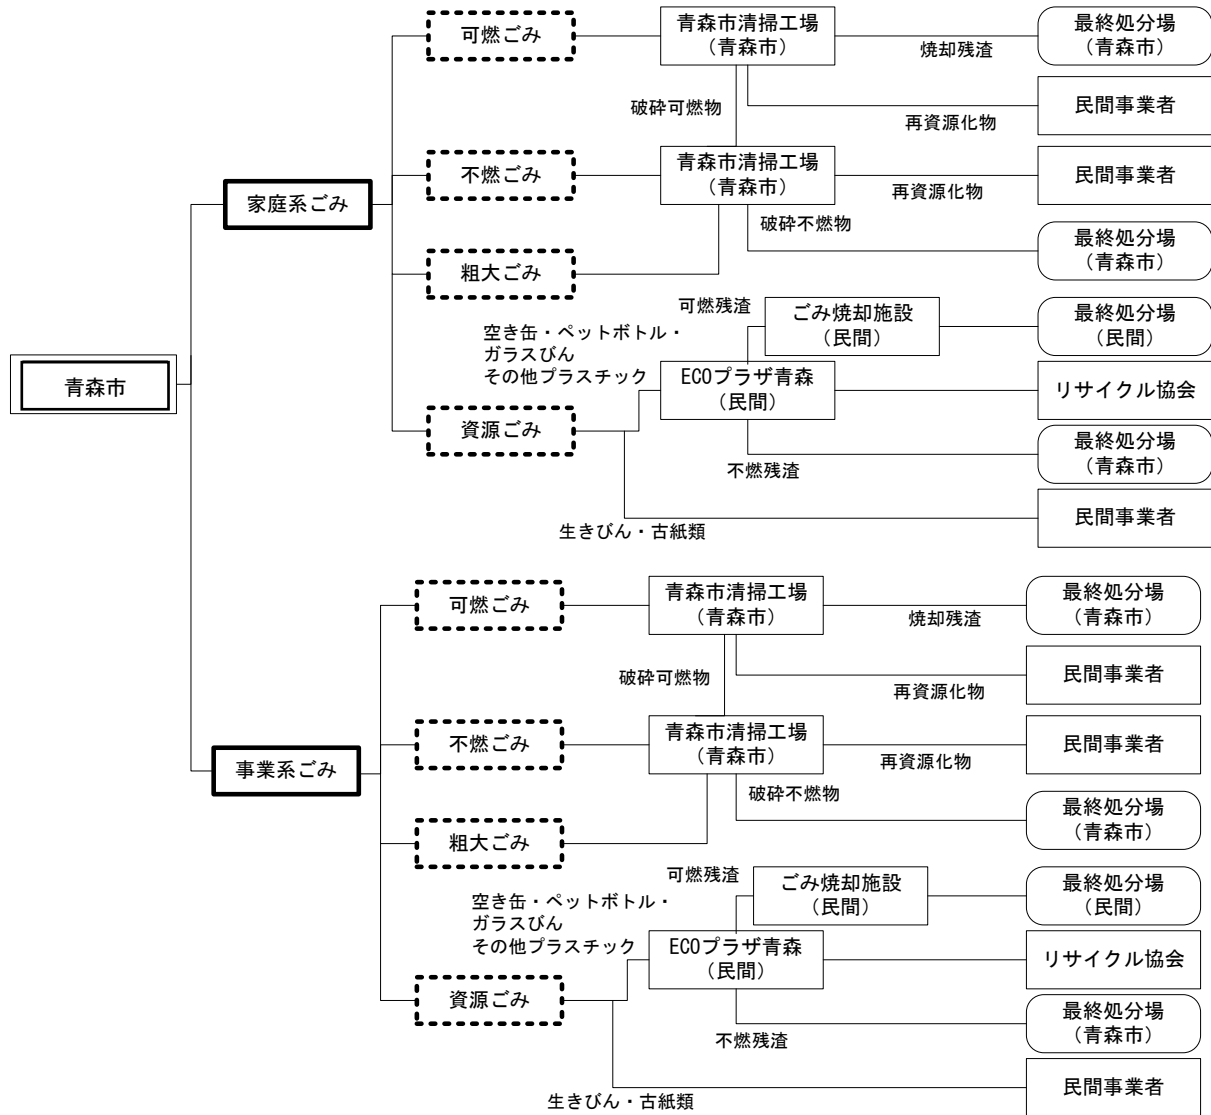 可燃ごみ
青森市清掃工場
（青森市）
焼却残渣
最終処分場
（青森市）
破砕可燃物
再資源化物
民間事業者
不燃ごみ
青森市清掃工場
（青森市）
再資源化物
民間事業者
家庭系ごみ
破砕不燃物
最終処分場
（青森市）
粗大ごみ
可燃残渣
ごみ焼却施設
（民間）
最終処分場
（民間）
空き缶・ペットボトル・
ガラスびん
その他プラスチック
ECOプラザ青森
（民間）
リサイクル協会
青森市
資源ごみ
不燃残渣
最終処分場
（青森市）
生きびん・古紙類
民間事業者
可燃ごみ
青森市清掃工場
（青森市）
焼却残渣
最終処分場
（青森市）
破砕可燃物
再資源化物
民間事業者
不燃ごみ
青森市清掃工場
（青森市）
再資源化物
民間事業者
事業系ごみ
破砕不燃物
最終処分場
（青森市）
粗大ごみ
可燃残渣
ごみ焼却施設
（民間）
最終処分場
（民間）
空き缶・ペットボトル・
ガラスびん
その他プラスチック
ECOプラザ青森
（民間）
リサイクル協会
資源ごみ
不燃残渣
最終処分場
（青森市）
生きびん・古紙類
民間事業者